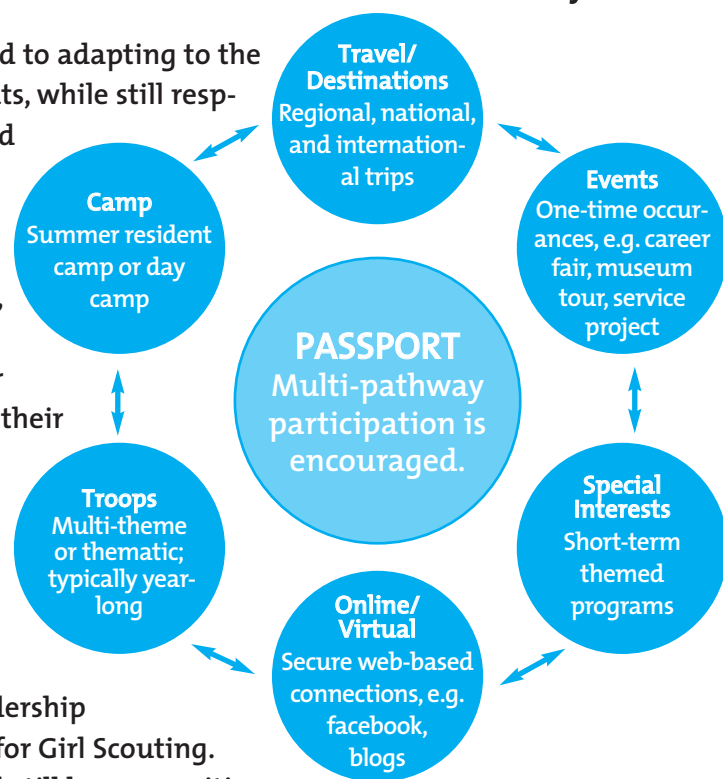 d to adapting to the
ts, while still resp-
d
their
dership
for Girl Scouting.
Travel/
Destinations
Regional, national,
and internation-
al trips
Events
One-time occur-
ances, e.g. career
fair, museum
tour, service
project
Special
Interests
Short-term
themed
programs
Online/
Virtual
Secure web-based
connections, e.g.
facebook,
blogs
Troops
Multi-theme
or thematic;
typically year-
long
Camp
Summer resident
camp or day
camp
PASSPORT
Multi-pathway
participation is
encouraged.